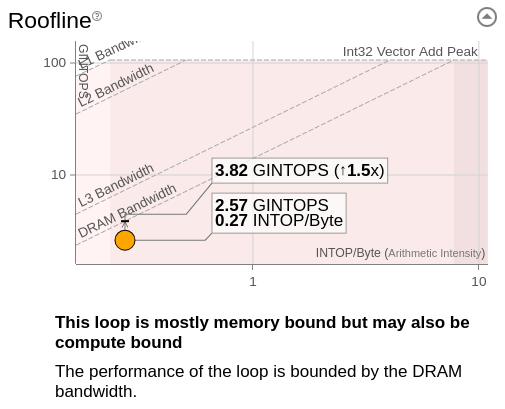 Roofline?
L1 Bandw
GINTOPS
Int32 Vector Add Peak
100
L2 Bandwidth
3.82 GINTOPS (↑1.5x)
10
L3 Bandwidth
2.57 GINTOPS
0.27 INTOP/Byte
DRAM Bandwidth
INTOP/Byte (Arithmetic Intensity)
1
10
This loop is mostly memory bound but may also be
compute bound
The performance of the loop is bounded by the DRAM
bandwidth.